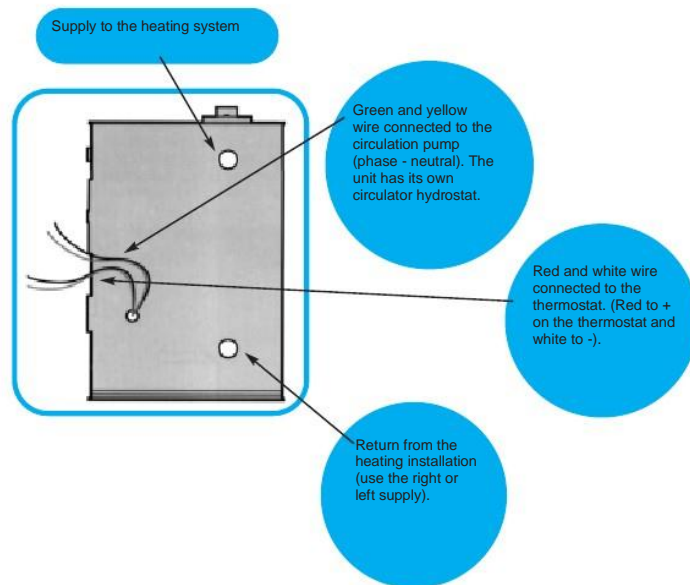 Supply to the heating system
Green and yellow
wire connected to the
circulation pump
(phase - neutral). The
unit has its own
circulator hydrostat.
Red and white wire
connected to the
thermostat. (Red to +
on the thermostat and
white to -).
Return from the
heating installation
(use the right or
left supply).